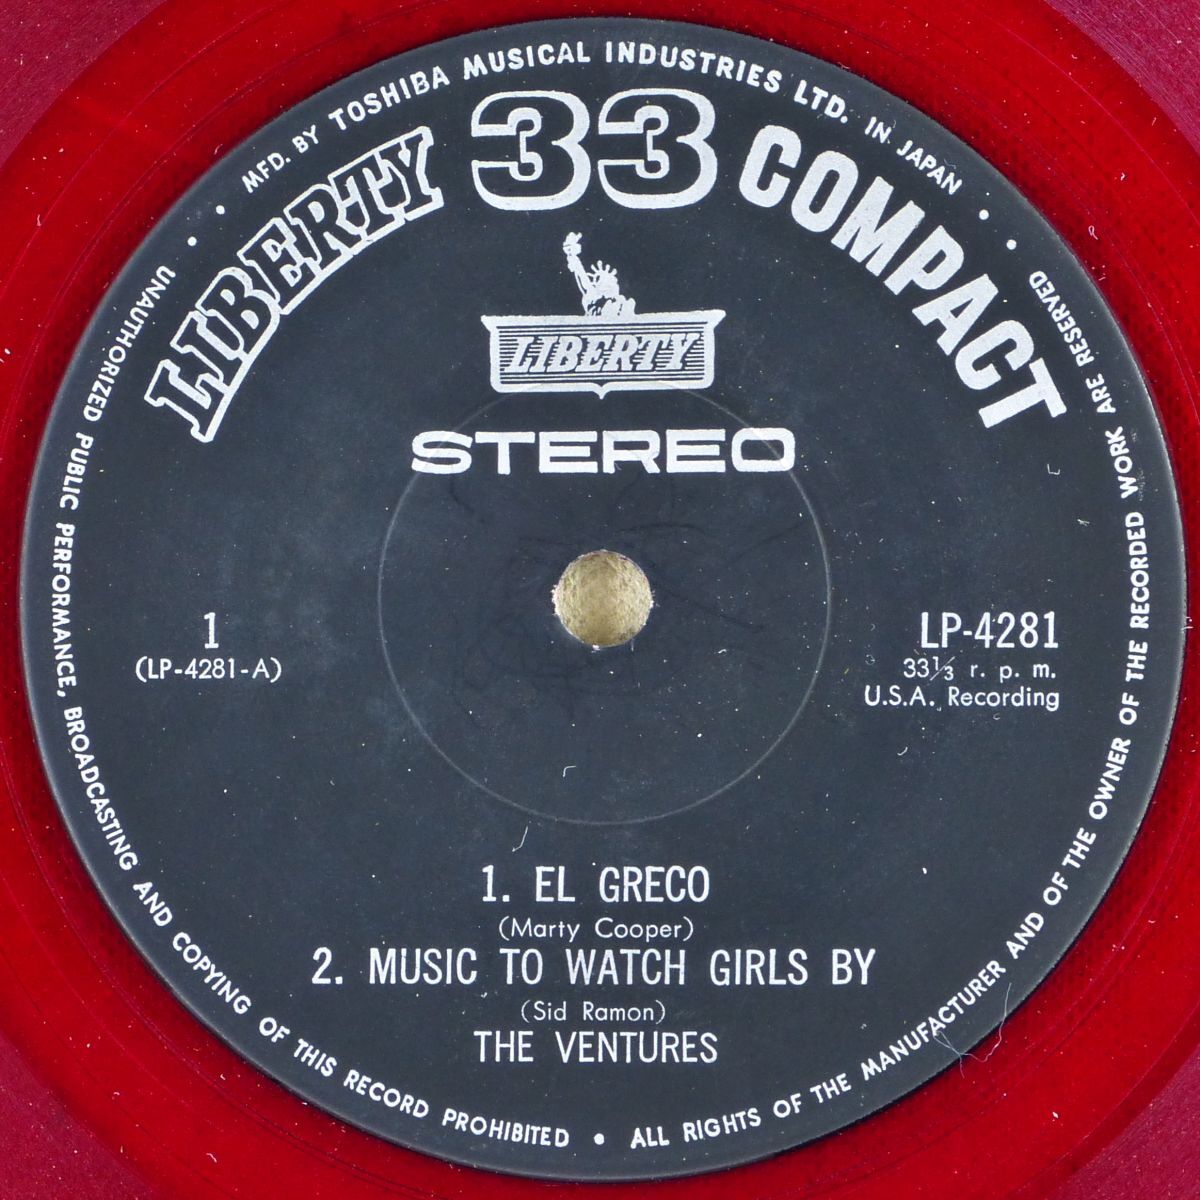 MFD. BY TOSHIBA MUSICAL INDUSTRIES LTD. IN JAPAN
LIBERTY 33 COMPACT
LIBERTY
STEREO
1
(LP-4281-A)
LP-4281
33⅓ r. p. m.
U.S.A. Recording
1. EL GRECO
(Marty Cooper)
2. MUSIC TO WATCH GIRLS BY
(Sid Ramon)
THE VENTURES
UNAUTHORIZED PUBLIC PERFORMANCE, BROADCASTING AND COPYING OF THIS RECORD PROHIBITED • ALL RIGHTS OF THE MANUFACTURER AND OF THE OWNER OF THE RECORDED WORK ARE RESERVED